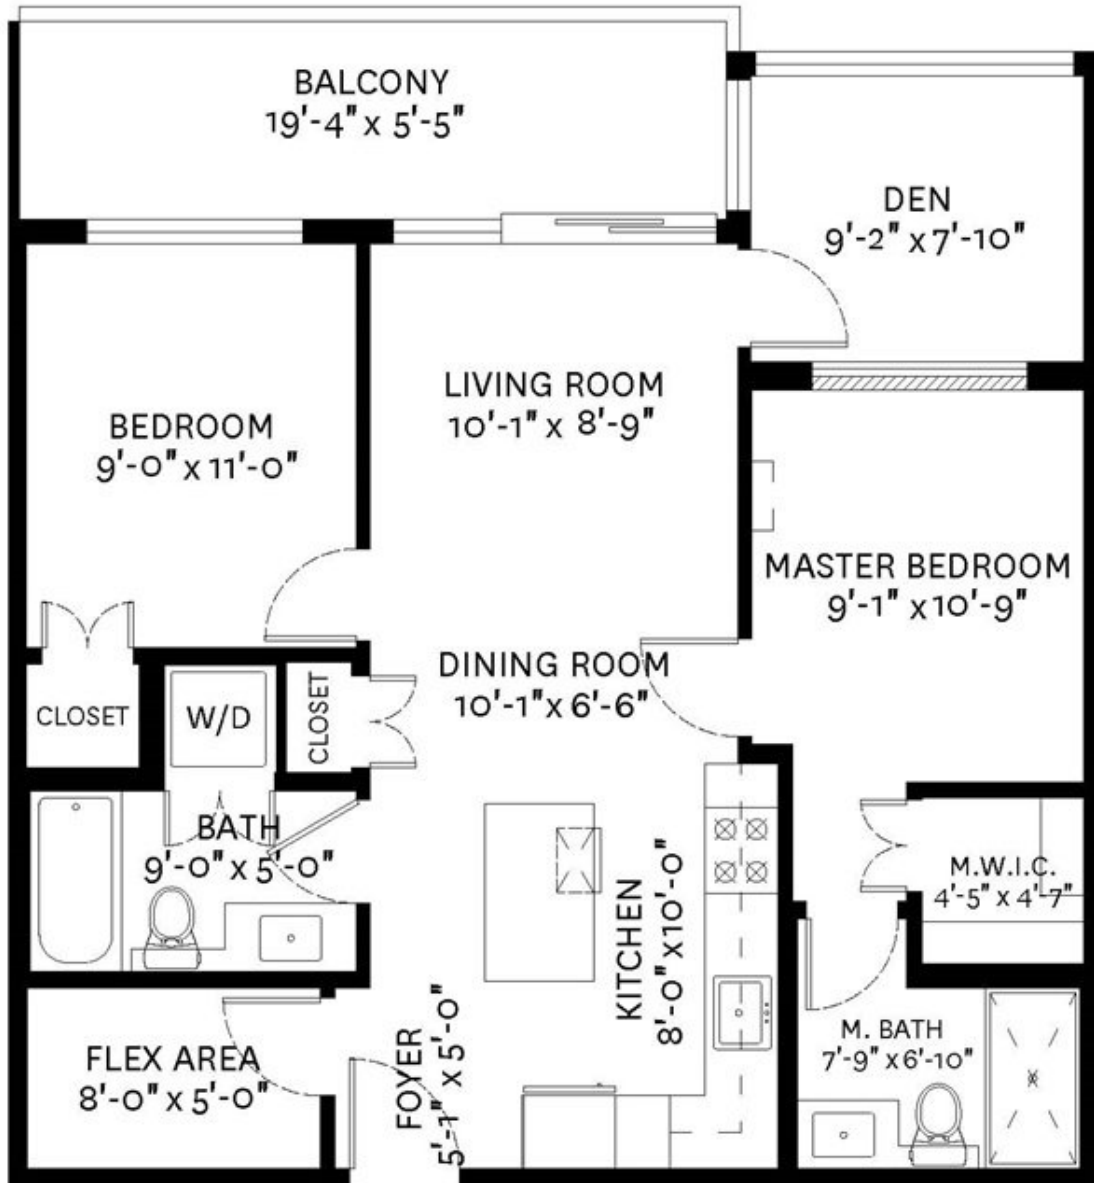 BALCONY
19'-4" x 5'-5"
DEN
9'-2" x 7'-10"
LIVING ROOM
10'-1" x 8'-9"
BEDROOM
9'-0" x 11'-0"
MASTER BEDROOM
9'-1" x 10'-9"
DINING ROOM
10'-1" x 6'-6"
CLOSET
W/D
CLOSET
BATH
9'-0" x 5'-0"
KITCHEN
8'-0" x 10'-0"
M.W.I.C.
4'-5" x 4'-7"
FLEX AREA
8'-0" x 5'-0"
FOYER
5'-1" x 5'-0"
M. BATH
7'-9" x 6'-10"